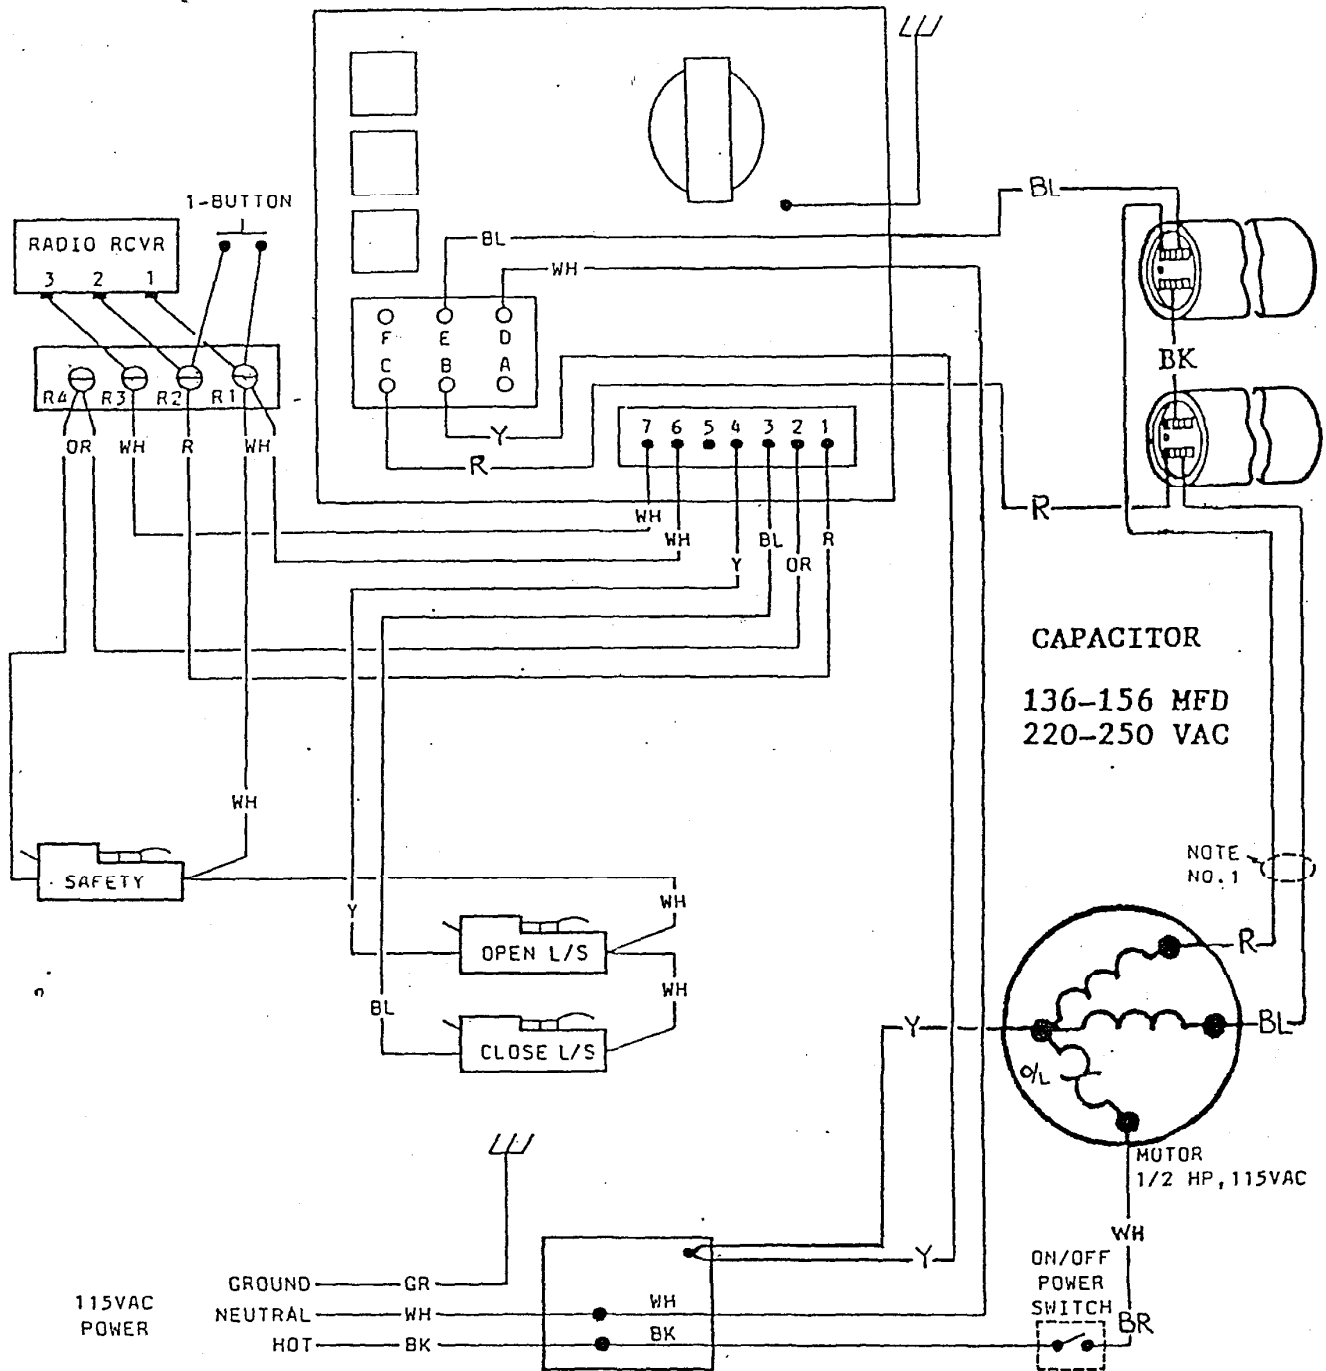 1-BUTTON
RADIO RCVR
3 2 1
R4 R3 R2 R1
OR WH R WH
BL
WH
F E D
C B A
Y
R
7 6 5 4 3 2 1
WH
WH
Y
BL
OR
R
BL
BK
R
CAPACITOR
136-156 MFD
220-250 VAC
WH
SAFETY
Y
WH
OPEN L/S
WH
BL
CLOSE L/S
NOTE
NO.1
R
BL
Y
O/L
MOTOR
1/2 HP, 115VAC
WH
ON/OFF
POWER
SWITCH
BR
Y
115VAC
POWER
GROUND GR
NEUTRAL WH WH
HOT BK BK